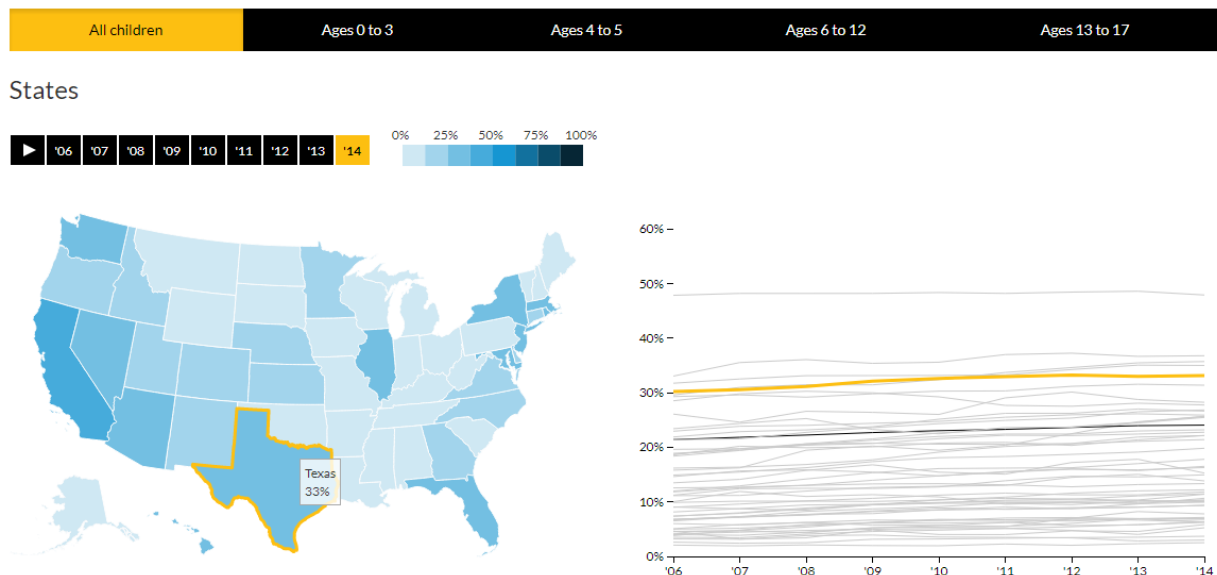 All children Ages 0 to 3 Ages 4 to 5 Ages 6 to 12 Ages 13 to 17
States
'06 '07 '08 '09 '10 '11 '12 '13 '14
0% 25% 50% 75% 100%
Texas
33%
60%
50%
40%
30%
20%
10%
0%
'06 '07 '08 '09 '10 '11 '12 '13 '14